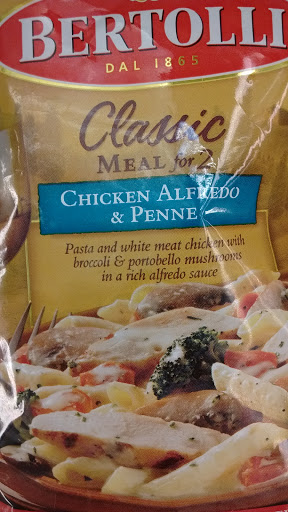 BERTOLLI
DAL 1865
Classic
MEAL for 2
CHICKEN ALFREDO
& PENNE
Pasta and white meat chicken with
broccoli & portobello mushrooms
in a rich alfredo sauce